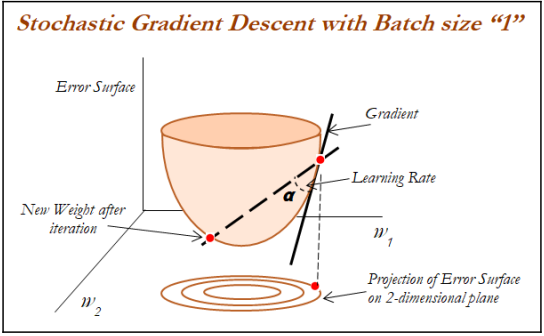 Stochastic Gradient Descent with Batch size “1”
Error Surface
Gradient
Learning Rate
α
New Weight after
iteration
w1
Projection of Error Surface
on 2-dimensional plane
w2